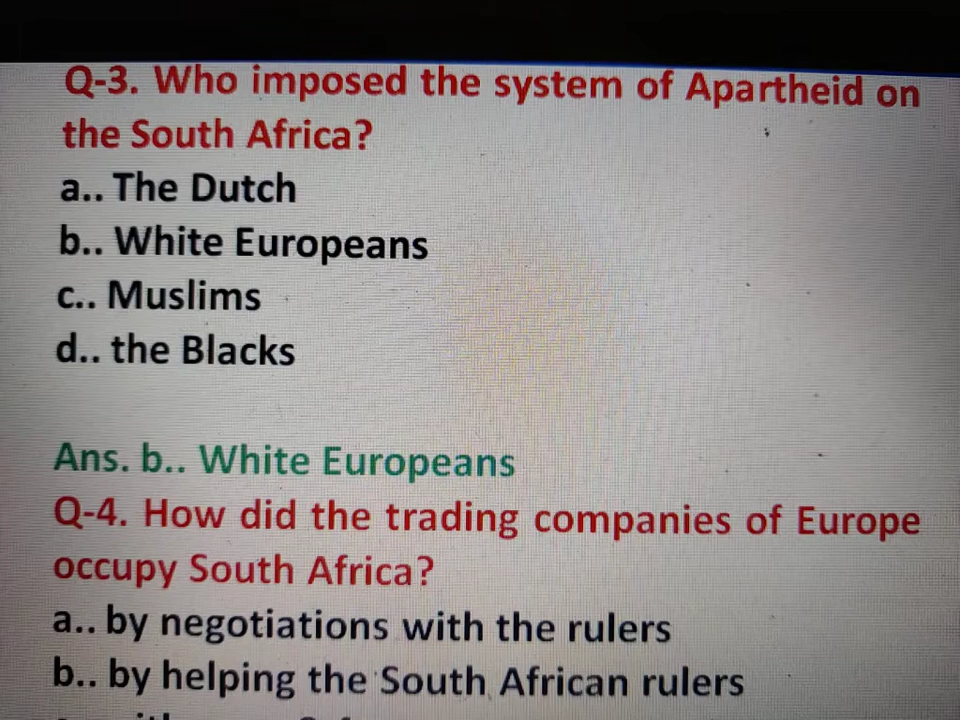 Q-3. Who imposed the system of Apartheid on
the South Africa?
a.. The Dutch
b.. White Europeans
c.. Muslims
d.. the Blacks
Ans. b.. White Europeans
Q-4. How did the trading companies of Europe
occupy South Africa?
a.. by negotiations with the rulers
b.. by helping the South African rulers